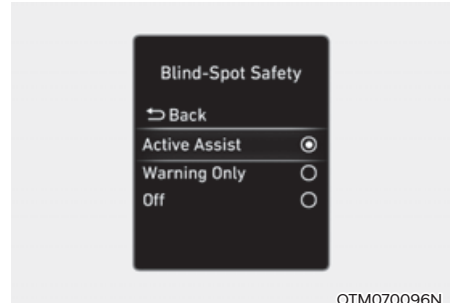 Blind-Spot Safety
Back
Active Assist
Warning Only
Off
OTM070096N